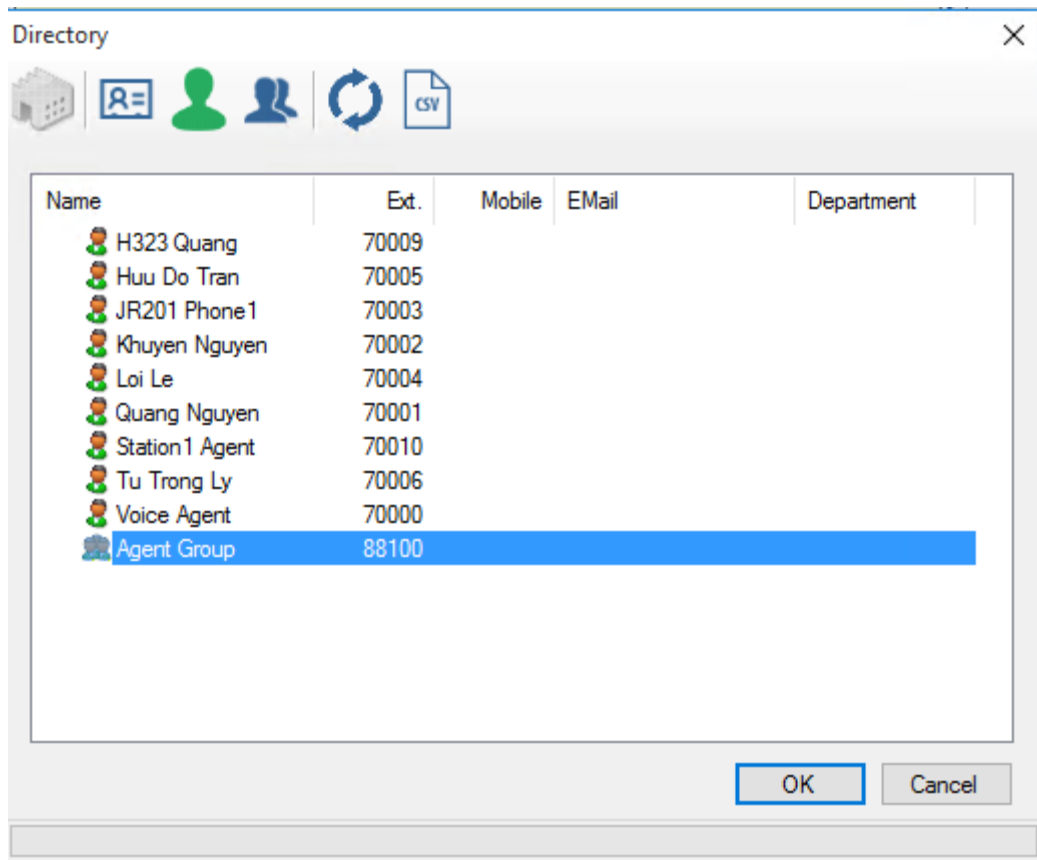 Directory
CSV
Name Ext. Mobile EMail Department
H323 Quang 70009
Huu Do Tran 70005
JR201 Phone1 70003
Khuyen Nguyen 70002
Loi Le 70004
Quang Nguyen 70001
Station1 Agent 70010
Tu Trong Ly 70006
Voice Agent 70000
Agent Group 88100
OK Cancel